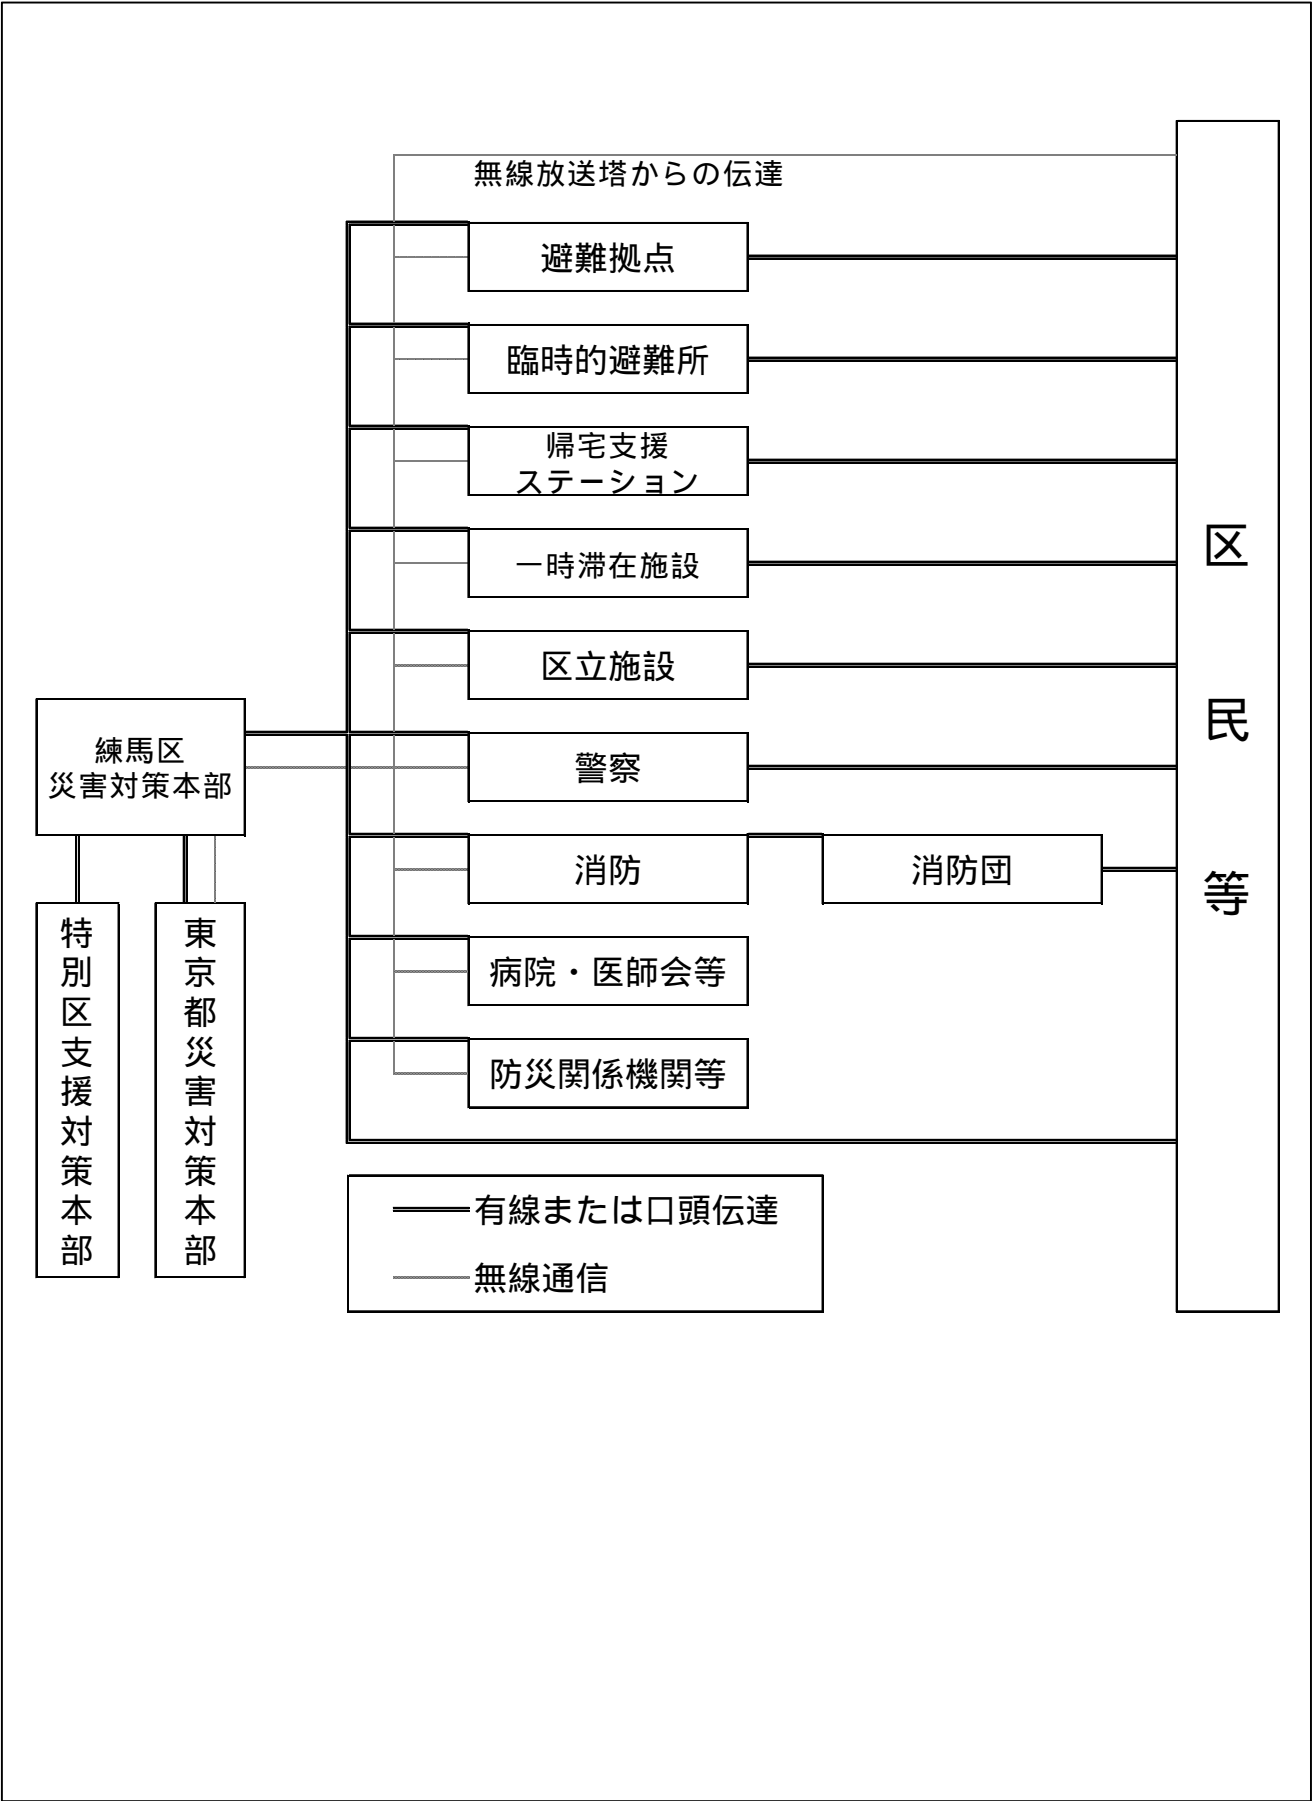 無線放送塔からの伝達
避難拠点
臨時的避難所
帰宅支援
ステーション
一時滞在施設
区立施設
練馬区
災害対策本部
警察
消防
消防団
病院・医師会等
防災関係機関等
特別区支援対策本部
東京都災害対策本部
区民等
有線または口頭伝達
無線通信